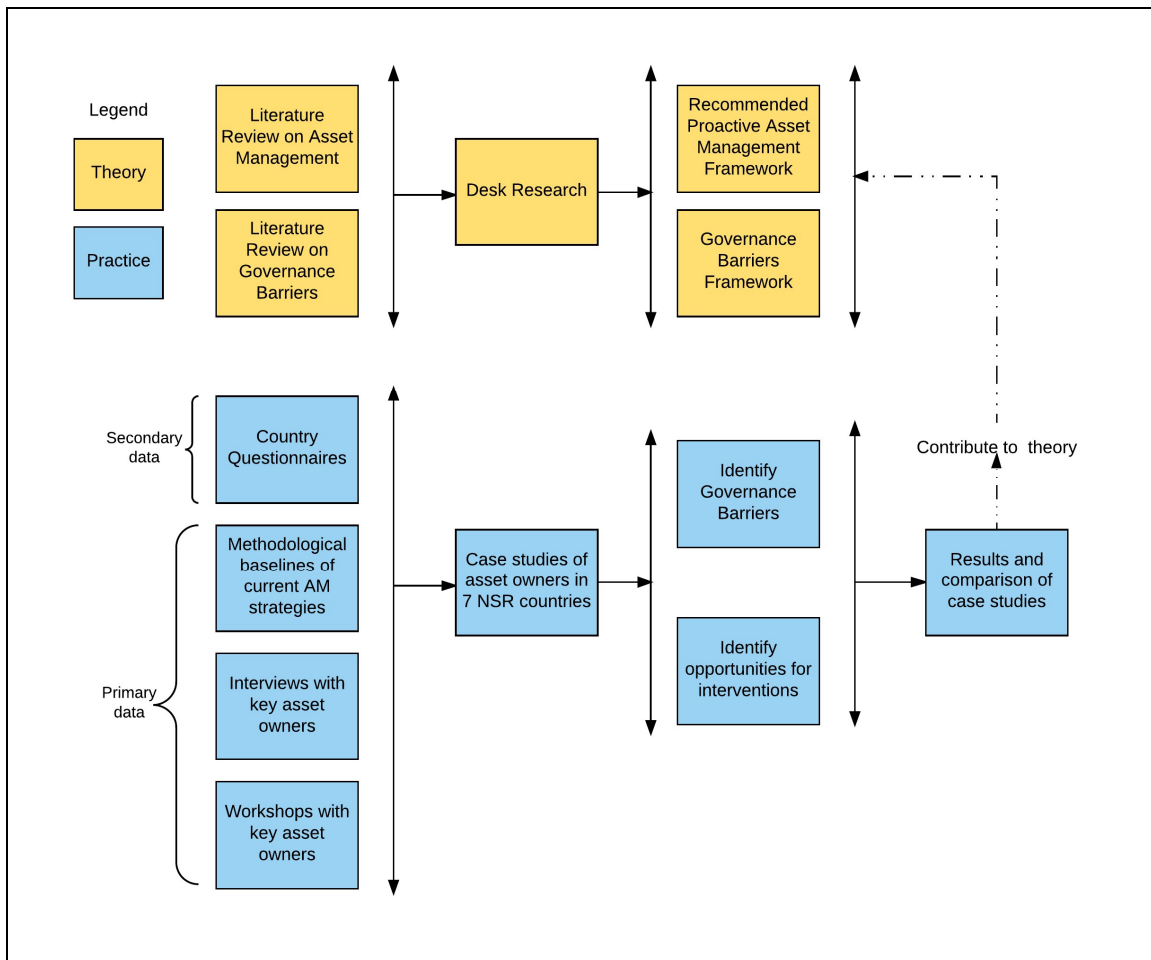 Legend
Theory
Practice
Literature
Review on Asset
Management
Literature
Review on
Governance
Barriers
Desk Research
Recommended
Proactive Asset
Management
Framework
Governance
Barriers
Framework
Secondary
data
Country
Questionnaires
Primary
data
Methodological
baselines of
current AM
strategies
Interviews with
key asset
owners
Workshops with
key asset
owners
Case studies of
asset owners in
7 NSR countries
Identify
Governance
Barriers
Identify
opportunities for
interventions
Contribute to theory
Results and
comparison of
case studies